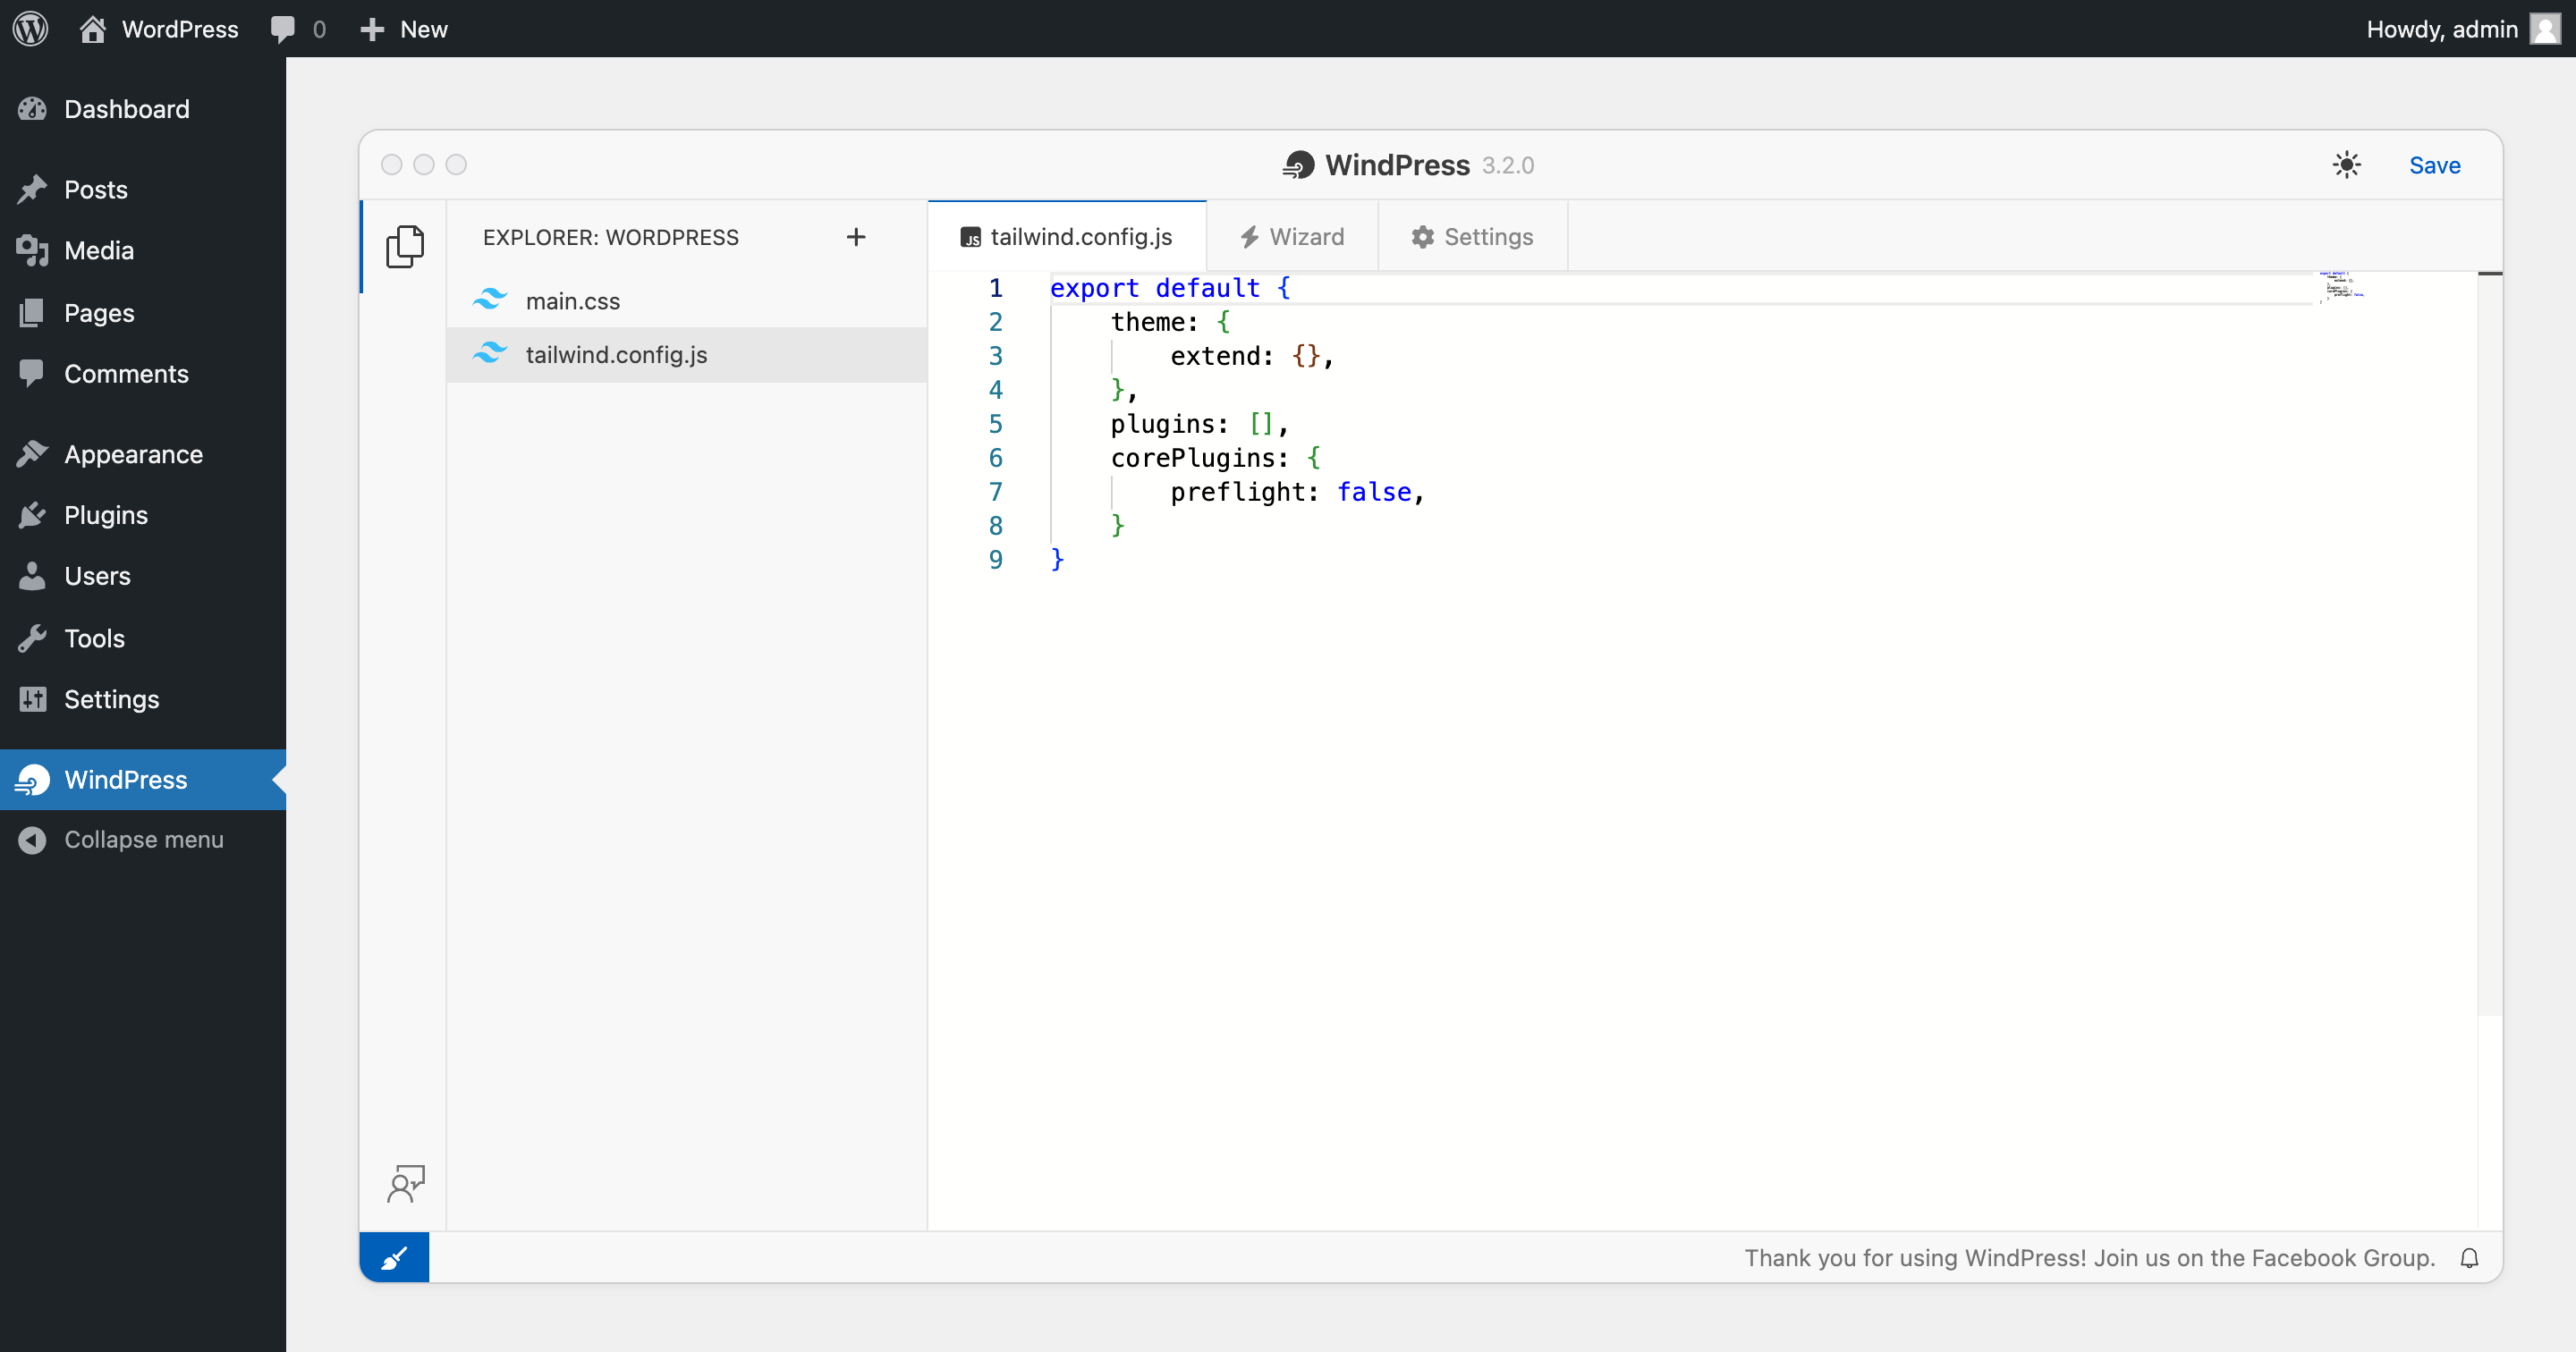 WordPress 0 New Howdy, admin
Dashboard
Posts
Media
Pages
Comments
Appearance
Plugins
Users
Tools
Settings
WindPress
Collapse menu
WindPress 3.2.0
Save
EXPLORER: WORDPRESS
main.css
tailwind.config.js
JS tailwind.config.js Wizard Settings
1 export default {
2     theme: {
3         extend: {},
4     },
5     plugins: [],
6     corePlugins: {
7         preflight: false,
8     }
9 }
Thank you for using WindPress! Join us on the Facebook Group.